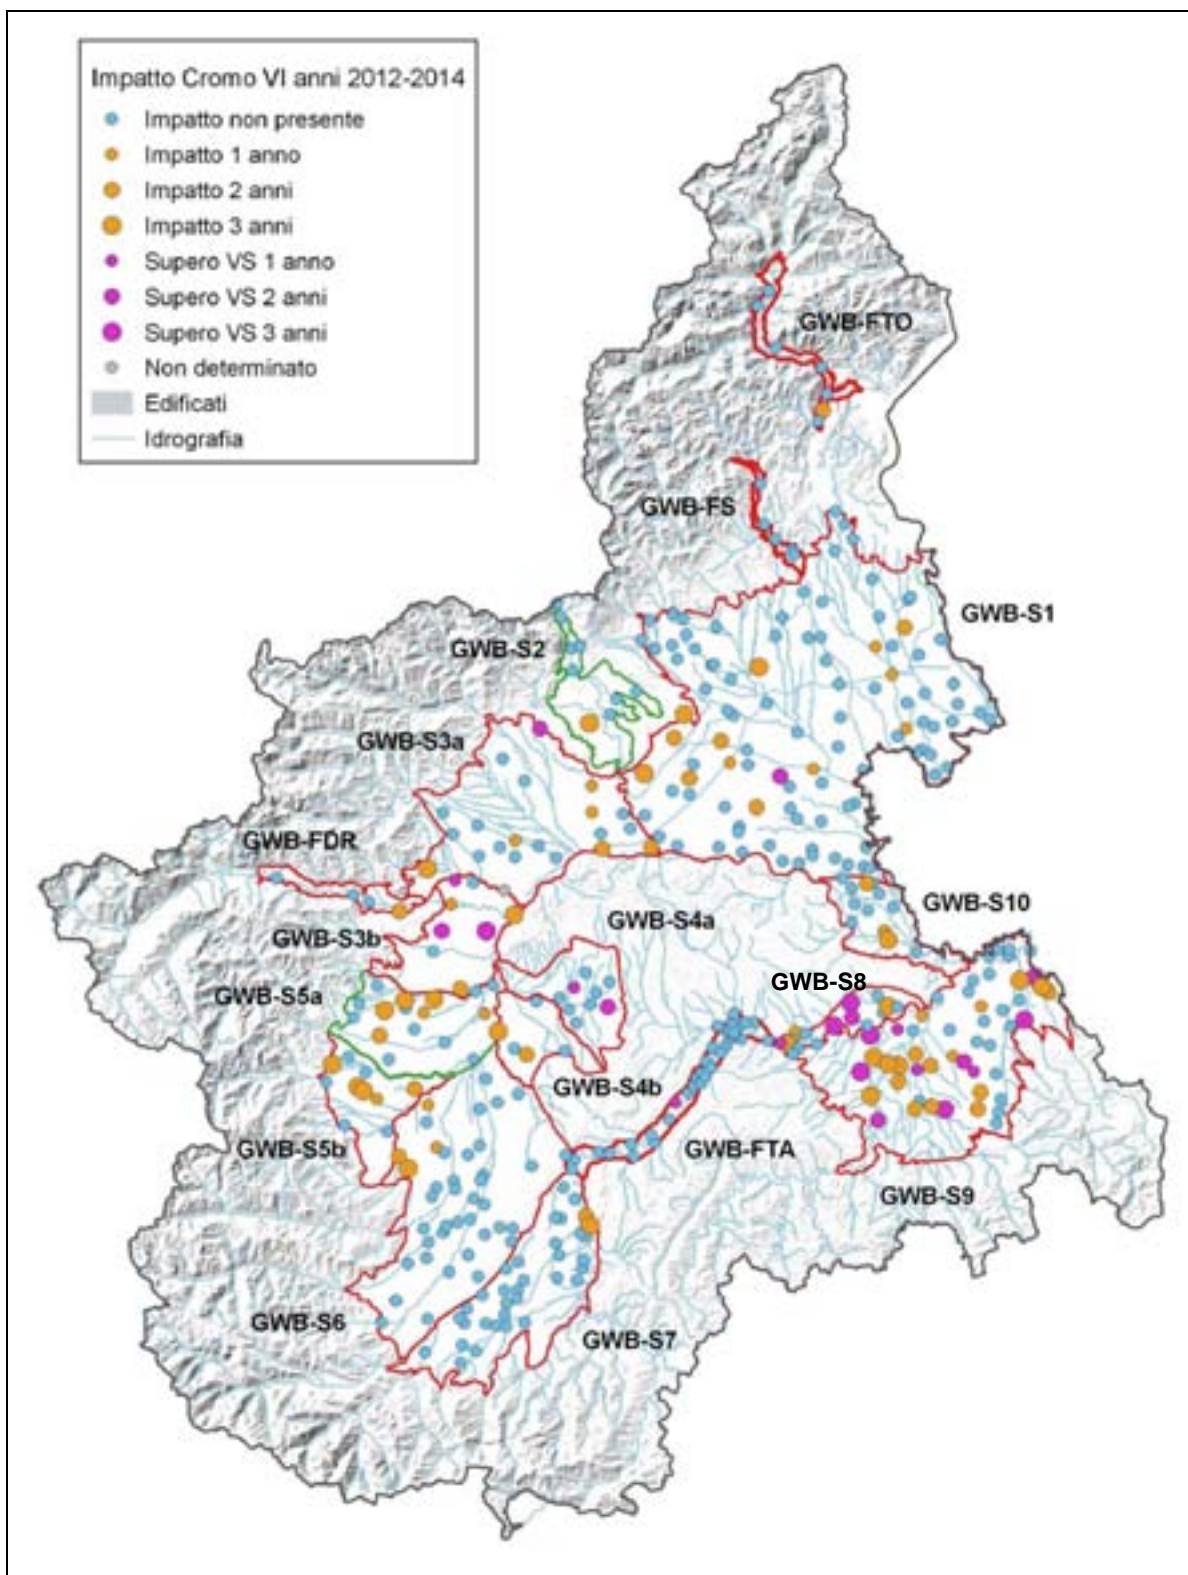 Impatto Cromo VI anni 2012-2014
Impatto non presente
Impatto 1 anno
Impatto 2 anni
Impatto 3 anni
Supero VS 1 anno
Supero VS 2 anni
Supero VS 3 anni
Non determinato
Edificati
Idrografia
GWB-FTO
GWB-FS
GWB-S1
GWB-S2
GWB-S3a
GWB-FDR
GWB-S10
GWB-S4a
GWB-S3b
GWB-S8
GWB-S5a
GWB-S4b
GWB-S5b
GWB-FTA
GWB-S9
GWB-S6
GWB-S7